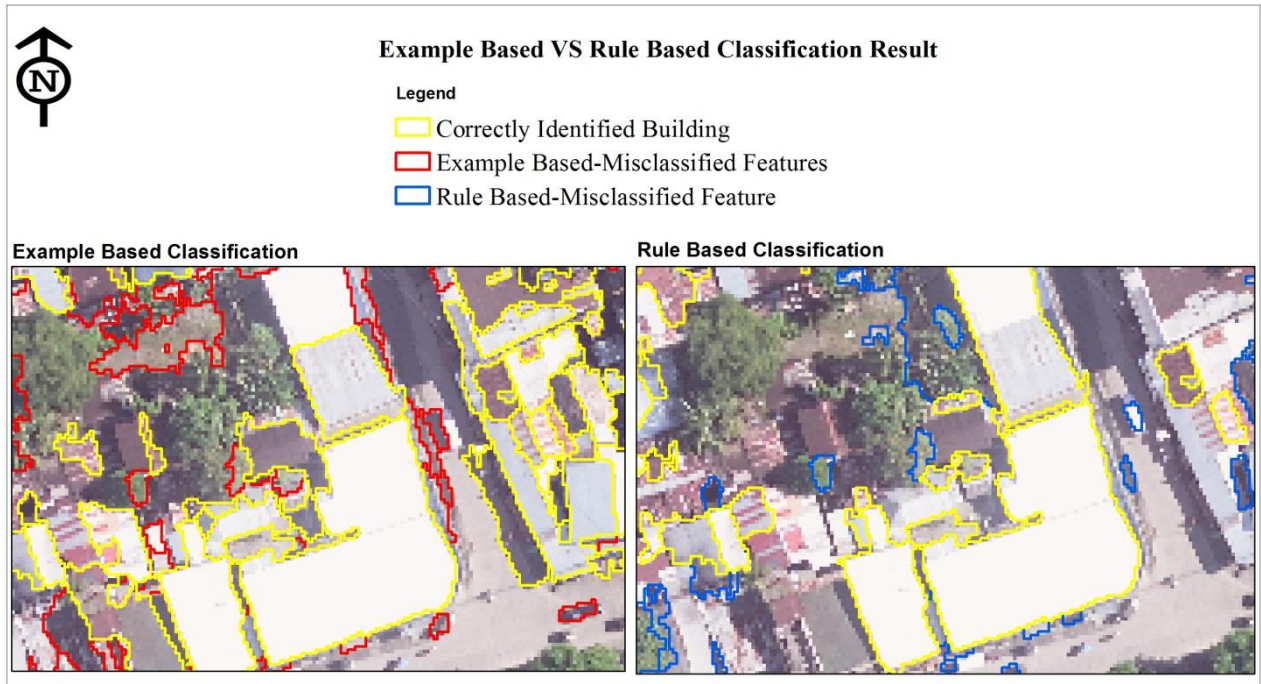 N
Example Based VS Rule Based Classification Result
Legend
Correctly Identified Building
Example Based-Misclassified Features
Rule Based-Misclassified Feature
Example Based Classification
Rule Based Classification